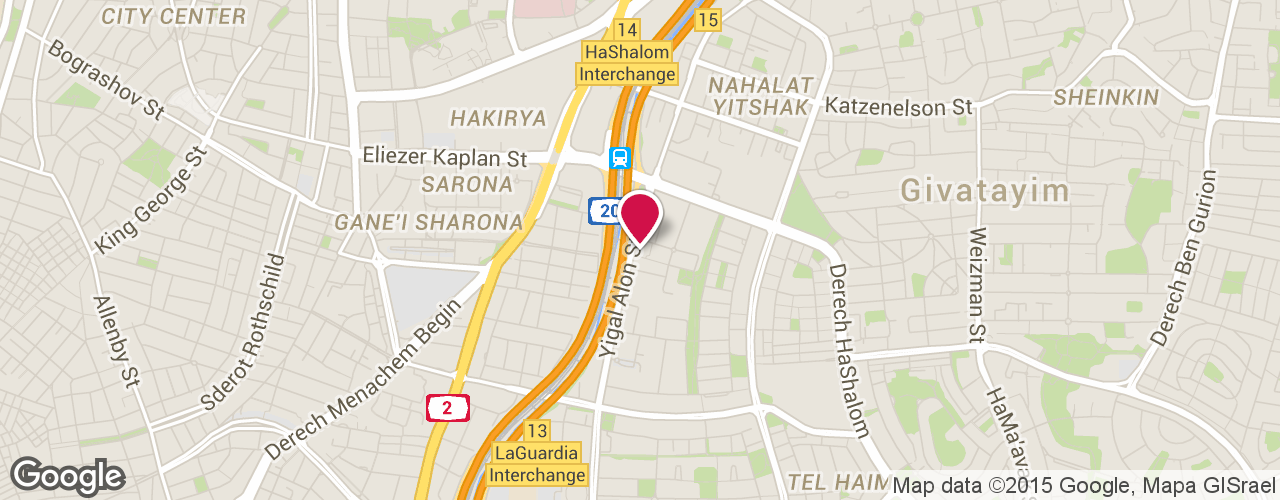 CITY CENTER
14
15
HaShalom
Interchange
Bograshov St
NAHALAT
YITSHAK
Katzenelson St
SHEINKIN
HAKIRYA
Eliezer Kaplan St
SARONA
King George St
Givatayim
GANE'I SHARONA
20
Yigal Alon S
Weizman St
Derech Ben Gurion
Allenby St
Sderot Rothschild
Derech Menachem Begin
Derech HaShalom
2
HaMa'ava
13
LaGuardia
Interchange
TEL HAIM
Google
Map data ©2015 Google, Mapa GISrael